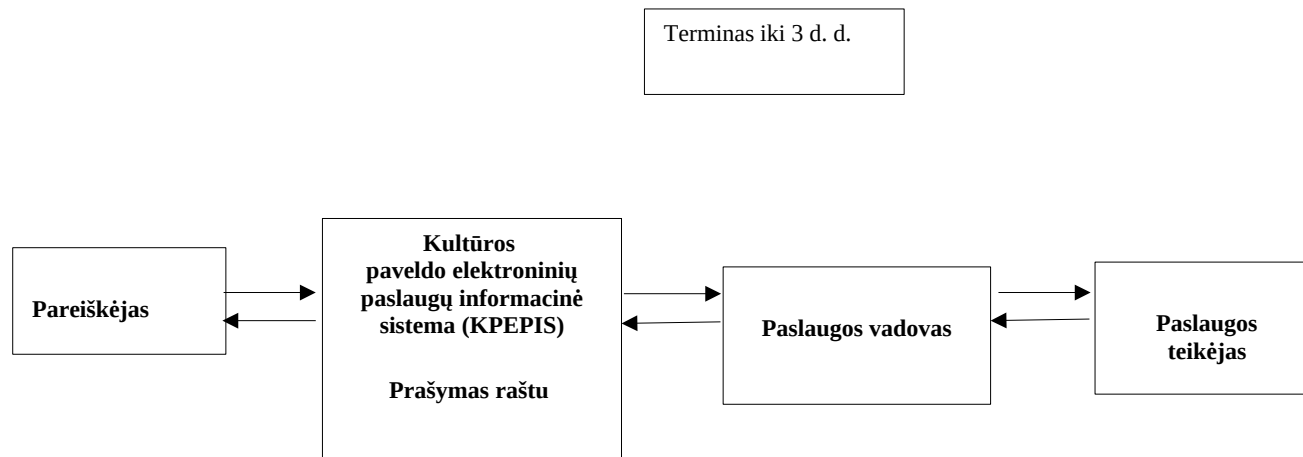 Terminas iki 3 d. d.
Pareiškėjas
Kultūros
paveldo elektroninių
paslaugų informacinė
sistema (KPEPIS)
Prašymas raštu
Paslaugos vadovas
Paslaugos
teikėjas